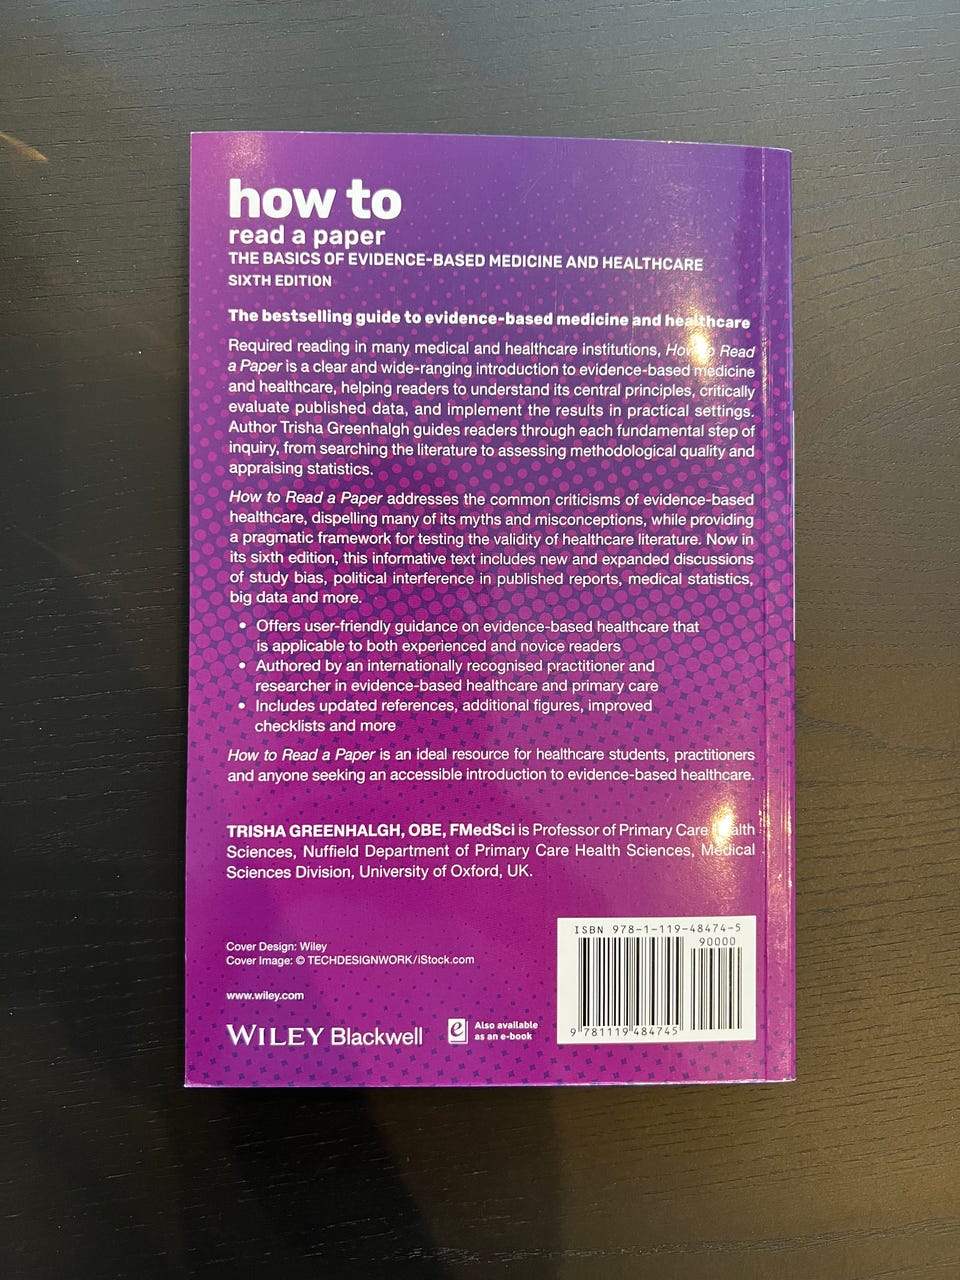 how to
read a paper
THE BASICS OF EVIDENCE-BASED MEDICINE AND HEALTHCARE
SIXTH EDITION
The bestselling guide to evidence-based medicine and healthcare
Required reading in many medical and healthcare institutions, How to Read
a Paper is a clear and wide-ranging introduction to evidence-based medicine
and healthcare, helping readers to understand its central principles, critically
evaluate published data, and implement the results in practical settings.
Author Trisha Greenhalgh guides readers through each fundamental step of
inquiry, from searching the literature to assessing methodological quality and
appraising statistics.
How to Read a Paper addresses the common criticisms of evidence-based
healthcare, dispelling many of its myths and misconceptions, while providing
a pragmatic framework for testing the validity of healthcare literature. Now in
its sixth edition, this informative text includes new and expanded discussions
of study bias, political interference in published reports, medical statistics,
big data and more.
• Offers user-friendly guidance on evidence-based healthcare that
is applicable to both experienced and novice readers
• Authored by an internationally recognised practitioner and
researcher in evidence-based healthcare and primary care
• Includes updated references, additional figures, improved
checklists and more
How to Read a Paper is an ideal resource for healthcare students, practitioners
and anyone seeking an accessible introduction to evidence-based healthcare.
TRISHA GREENHALGH, OBE, FMedSci is Professor of Primary Care Health
Sciences, Nuffield Department of Primary Care Health Sciences, Medical
Sciences Division, University of Oxford, UK.
Cover Design: Wiley
Cover Image: © TECHDESIGNWORK/iStock.com
www.wiley.com
WILEY Blackwell
e
Also available
as an e-book
ISBN 978-1-119-48474-5
90000
9 781119 484745